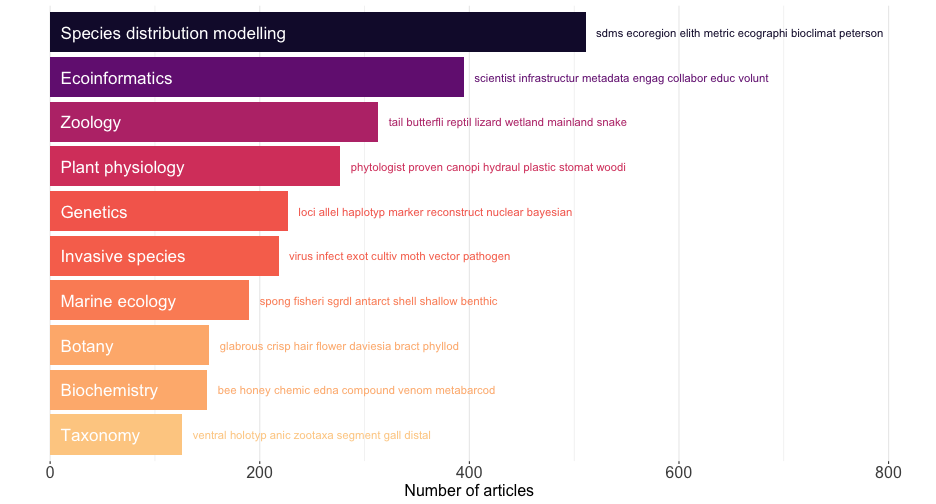 Species distribution modelling sdms ecoregion elith metric ecographi bioclimat peterson
Ecoinformatics scientist infrastructur metadata engag collabor educ volunt
Zoology tail butterfli reptil lizard wetland mainland snake
Plant physiology phytologist proven canopi hydraul plastic stomat woodi
Genetics loci allel haplotyp marker reconstruct nuclear bayesian
Invasive species virus infect exot cultiv moth vector pathogen
Marine ecology spong fisheri sgrdl antarct shell shallow benthic
Botany glabrous crisp hair flower daviesia bract phyllod
Biochemistry bee honey chemic edna compound venom metabarcod
Taxonomy ventral holotyp anic zootaxa segment gall distal
0 200 400 600 800
Number of articles